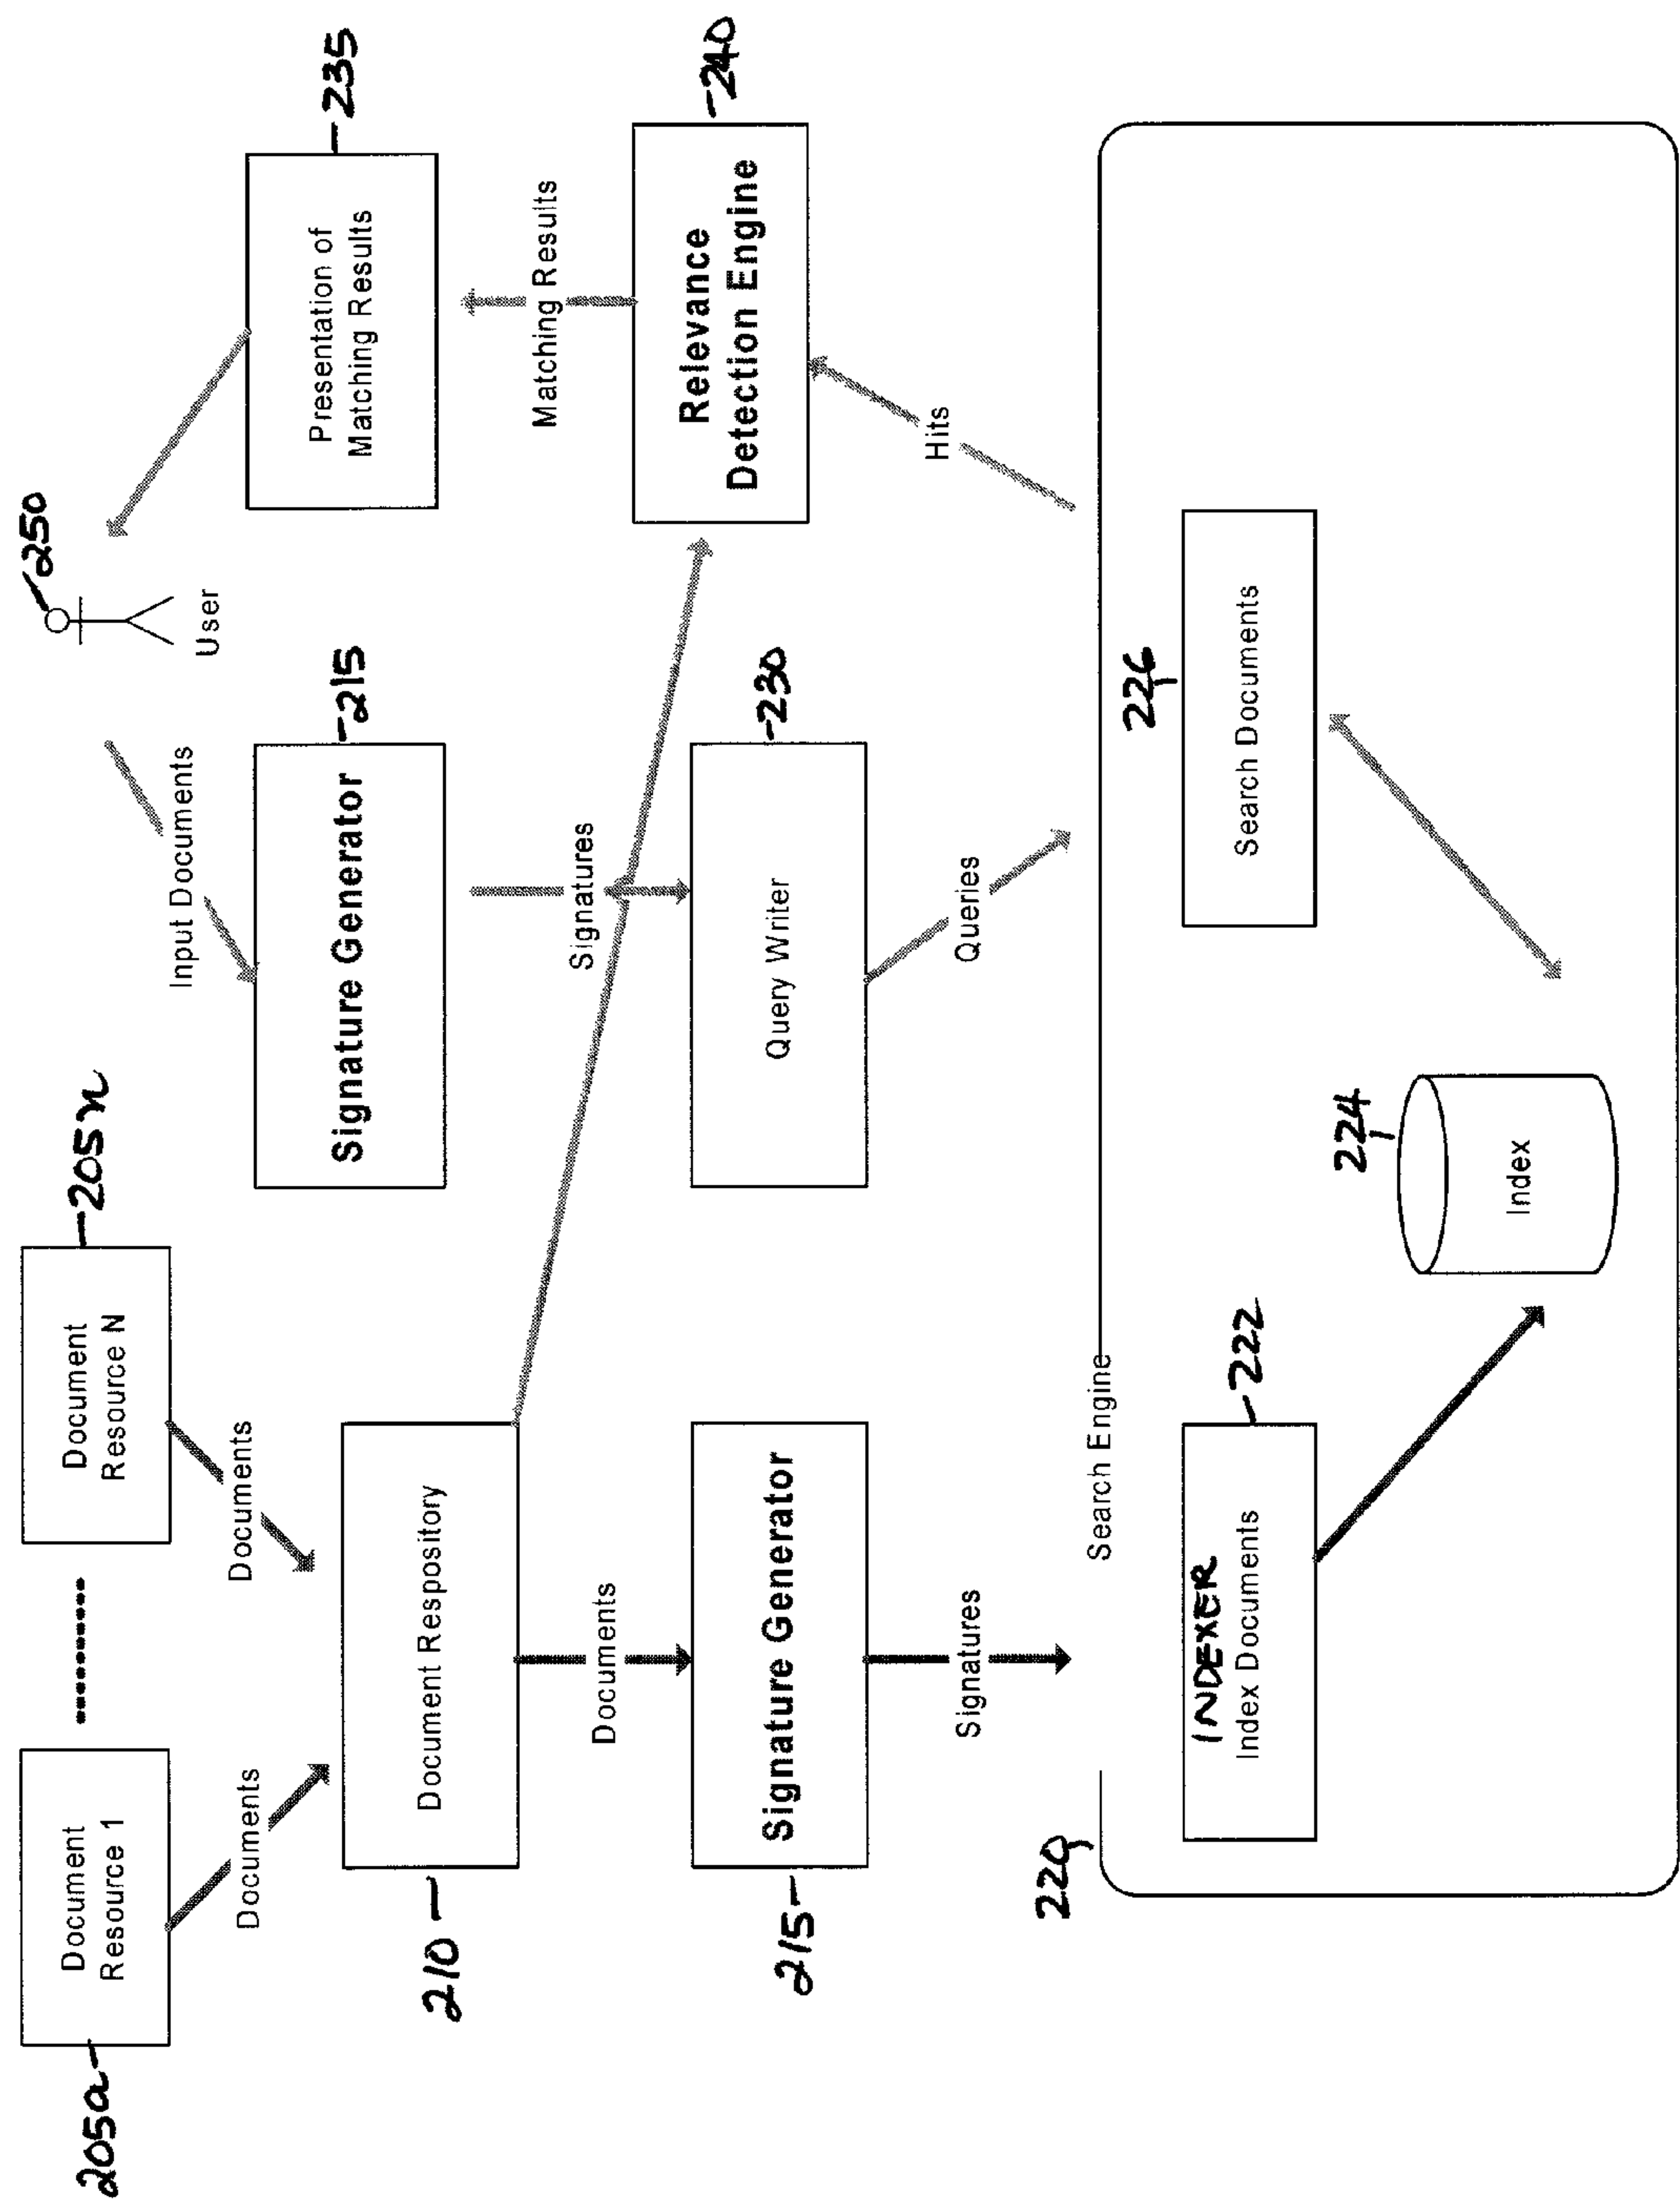 205a
Document
Resource 1
Document
Resource N
205n
250
User
Documents
Documents
Input Documents
210
Document Respository
Signature Generator
215
Presentation of
Matching Results
235
Documents
Signatures
Matching Results
215
Signature Generator
Query Writer
230
Relevance
Detection Engine
240
Signatures
Queries
Hits
220
Search Engine
INDEXER
Index Documents
222
226
Search Documents
224
Index